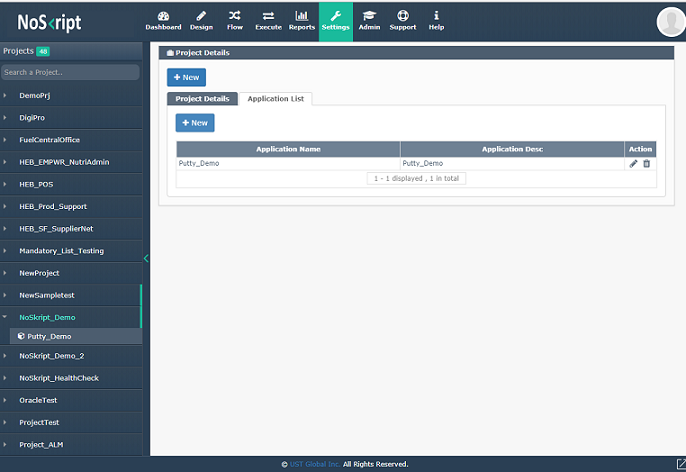 NoSkript
Dashboard
Design
Flow
Execute
Reports
Settings
Admin
Support
Help
Projects 48
Search a Project..
DemoPrj
DigiPro
FuelCentralOffice
HEB_EMPWR_NutriAdmin
HEB_POS
HEB_Prod_Support
HEB_SF_SupplierNet
Mandatory_List_Testing
NewProject
NewSampletest
NoSkript_Demo
Putty_Demo
NoSkript_Demo_2
NoSkript_HealthCheck
OracleTest
ProjectTest
Project_ALM
Project Details
+ New
Project Details Application List
+ New
Application Name Application Desc Action
Putty_Demo Putty_Demo
1 - 1 displayed , 1 in total
© UST Global Inc. All Rights Reserved.